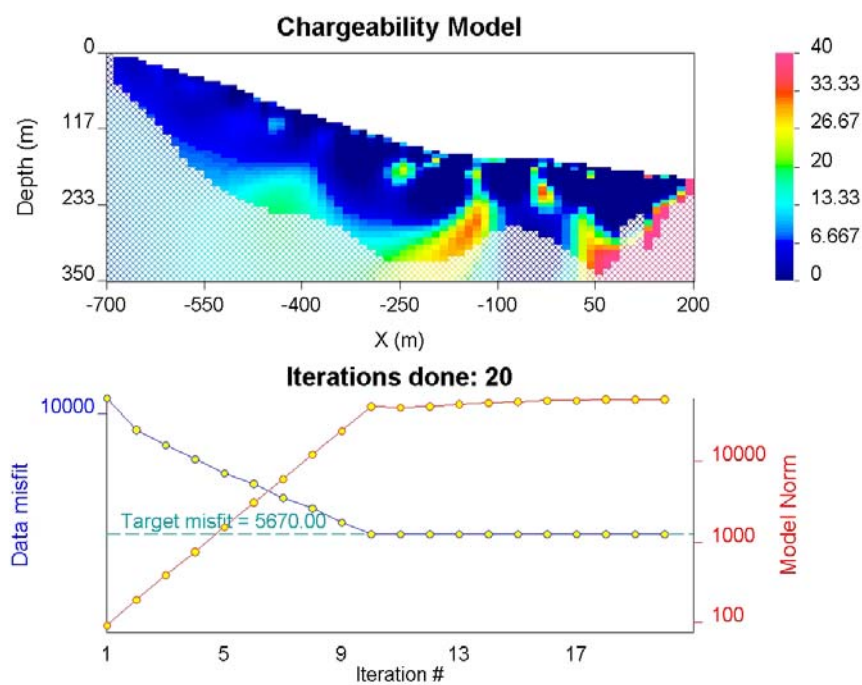 Chargeability Model
0
117
233
350
Depth (m)
-700 -550 -400 -250 -100 50 200
X (m)
40
33.33
26.67
20
13.33
6.667
0
Iterations done: 20
10000
Data misfit
Target misfit = 5670.00
10000
1000
100
Model Norm
1 5 9 13 17
Iteration #